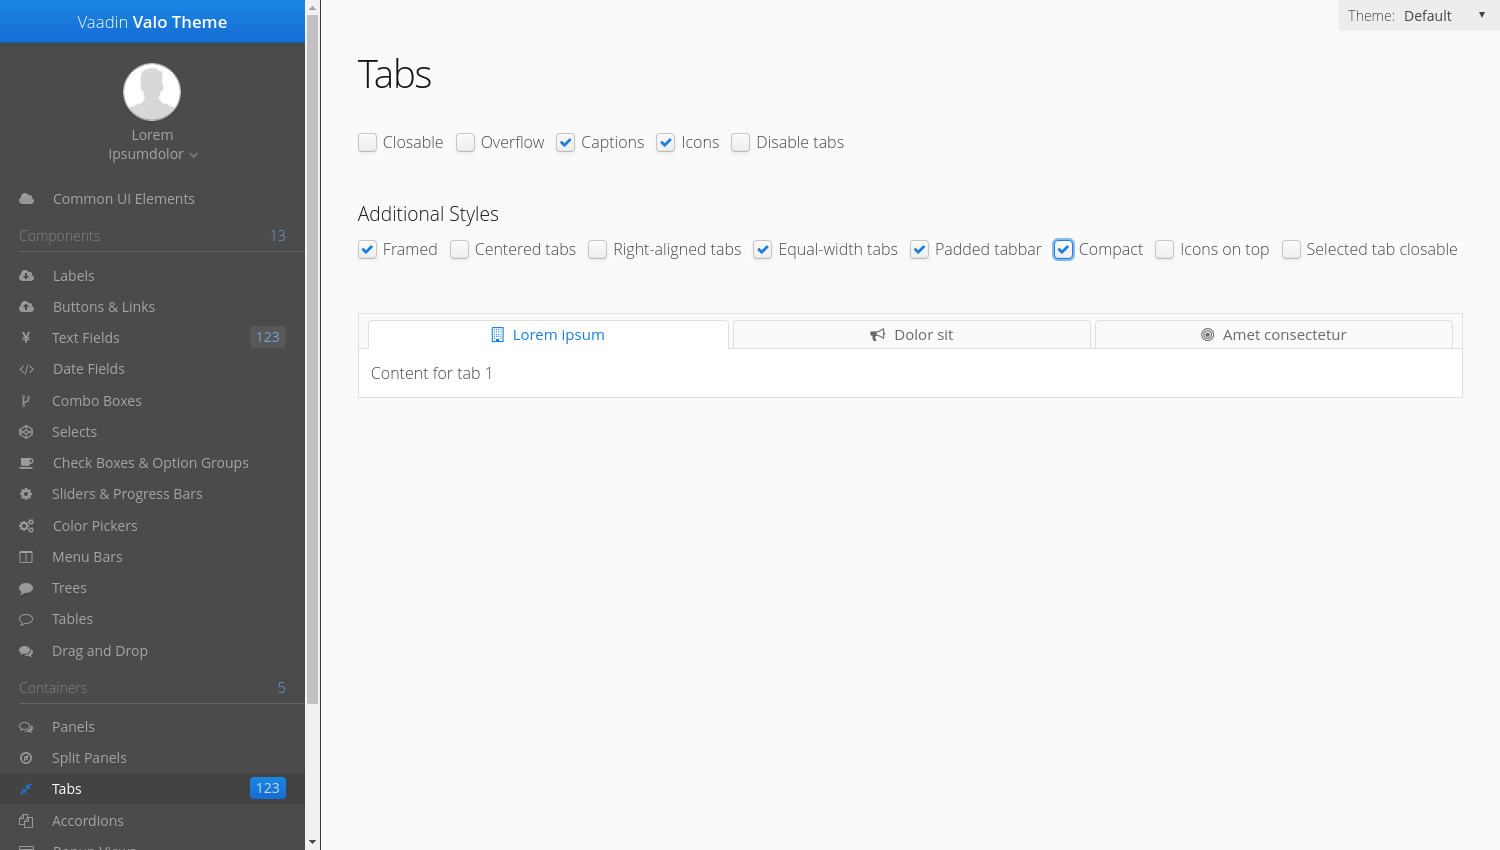 Vaadin Valo Theme
Lorem
Ipsumdolor
Common UI Elements
Components 13
Labels
Buttons & Links
Text Fields 123
Date Fields
Combo Boxes
Selects
Check Boxes & Option Groups
Sliders & Progress Bars
Color Pickers
Menu Bars
Trees
Tables
Drag and Drop
Containers 5
Panels
Split Panels
Tabs 123
Accordions
Theme: Default
Tabs
Closable Overflow Captions Icons Disable tabs
Additional Styles
Framed Centered tabs Right-aligned tabs Equal-width tabs Padded tabbar Compact Icons on top Selected tab closable
Lorem ipsum Dolor sit Amet consectetur
Content for tab 1